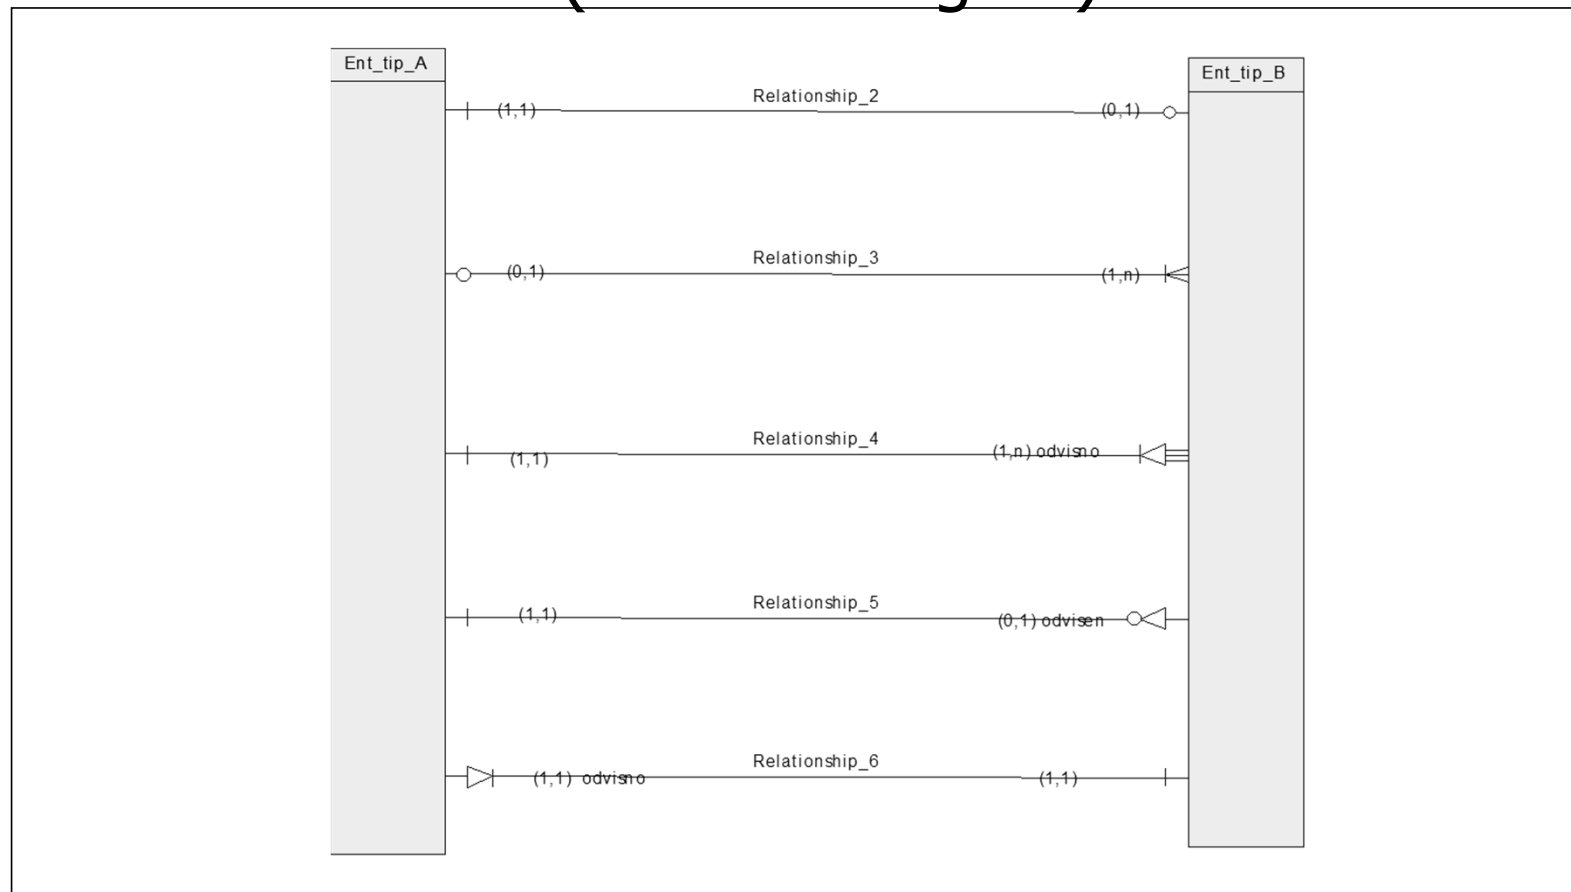 Ent_tip_A
Ent_tip_B
Relationship_2
(1,1)
(0,1)
Relationship_3
(0,1)
(1,n)
Relationship_4
(1,1)
(1,n) odvisno
Relationship_5
(1,1)
(0,1) odvisen
Relationship_6
(1,1) odvisno
(1,1)